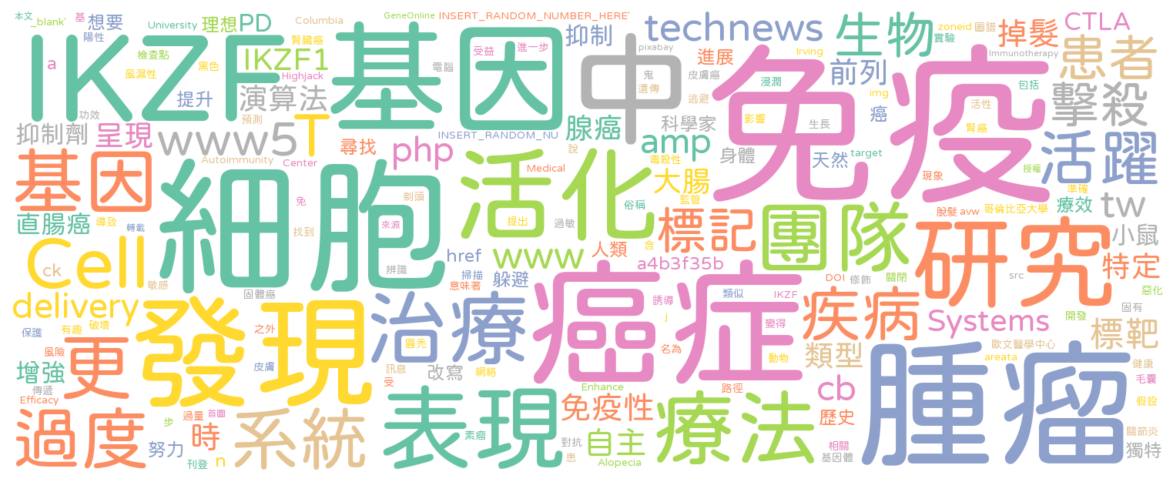 本文
_blank`
基
想要
University
理想
PD
腎臟癌
Columbia
GeneOnline
INSERT_RANDOM_NUMBER_HERE`
抑制
technews
生物
實驗
zoneid
圈語
掉髮
CTLA
陽性
IKZF
基因
中
免疫
患者
a
檢查點
風濕性
黑色
IKZF1
Highjack
電腦
受益
進一步
pixabay
鬼
遺傳
進展
皮膚癌
Irving
浸潤
前列
Immunotherapy
img
包括
擊殺
功效
提升
演算法
預測
逃避
影響
生長
癌
活性
腎癌
抑制劑
呈現
www5
T
尋找
INSERT_RANDOM_NU
腺癌
科學家
php
說
amp
身體
天然
target
活躍
授權
Autoimmunity
Center
Medical
毒殺性
現象
準確
基因
細胞
免
剃頭
活化
俗稱
大腸
監管
哥倫比亞大學
療效
直腸癌
導致
轉載
找到
來源
提出
過敏
標記
團隊
脫髮
avw
研究
tw
小鼠
Cell
ck
敏感
辨識
www
人類
含
href
掃描
意味著
躲避
a4b3f35b
DOI
修飾
關閉
src
特定
惡化
delivery
固體癌
誘導
類似
IKZF
固有
保護
有趣
破壞
發現
之外
治療
癌症
j
名為
變得
疾病
Systems
開發
標靶
風險
更
皮膚
訊息
網絡
動物
類型
歐文醫學中心
areata
健康
增強
傳遞
受
改寫
Enhance
路徑
cb
腫瘤
毛囊
假設
Efficacy
過度
步
過量
首圖
時
系統
表現
素瘤
免疫性
療法
歷史
關節炎
努力
刊登
n
對抗
患
自主
Alopecia
相關
基因體
獨特